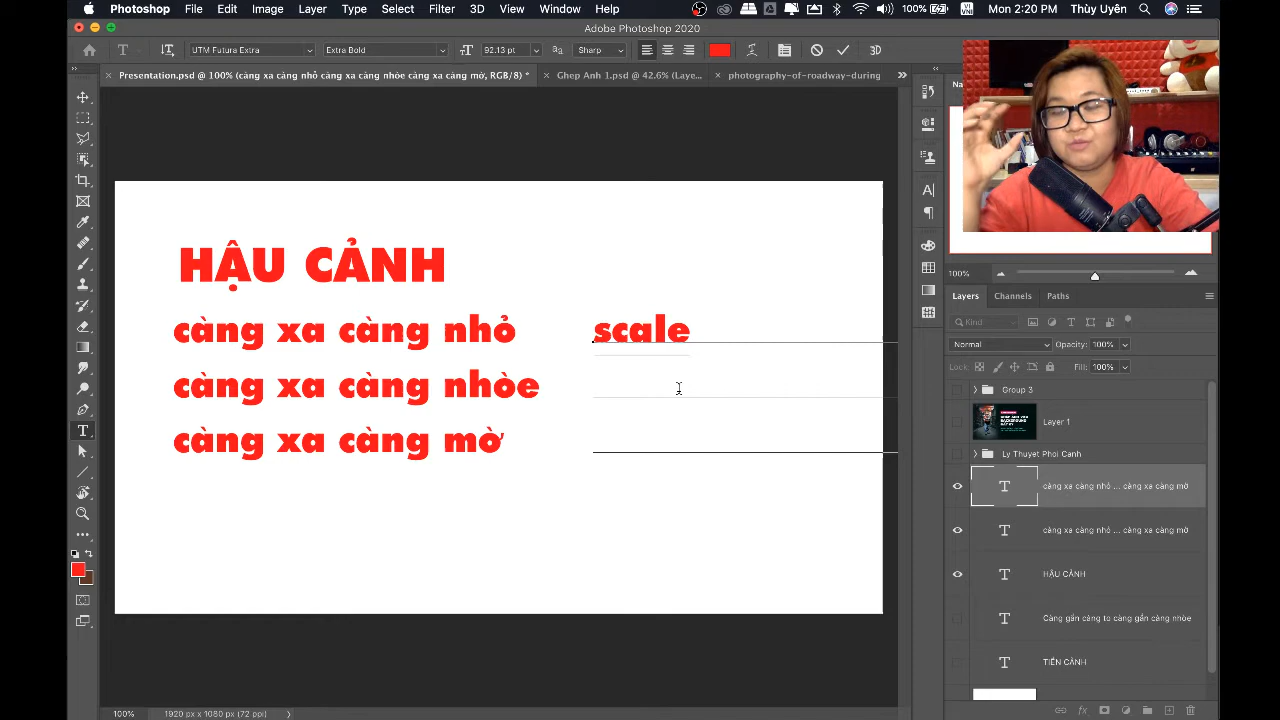 Photoshop File Edit Image Layer Type Select Filter 3D View Window Help 100% VI VNI Mon 2:20 PM Thùy Uyên
Adobe Photoshop 2020
UTM Futura Extra Extra Bold 92.13 pt Sharp 3D
Presentation.psd @ 100% (càng xa càng nhỏ càng xa càng nhòe càng xa càng mờ, RGB/8) * Ghep Anh 1.psd @ 42.6% (Laye... photography-of-roadway-during
HẬU CẢNH
càng xa càng nhỏ scale
càng xa càng nhòe
càng xa càng mờ
100%
Layers Channels Paths
Kind
Normal Opacity: 100%
Lock: Fill: 100%
Group 3
Layer 1
Ly Thuyet Phoi Canh
càng xa càng nhỏ ... càng xa càng mờ
càng xa càng nhỏ ... càng xa càng mờ
HẬU CẢNH
Càng gần càng to càng gần càng nhòe
TIỀN CẢNH
100% 1920 px x 1080 px (72 ppi)